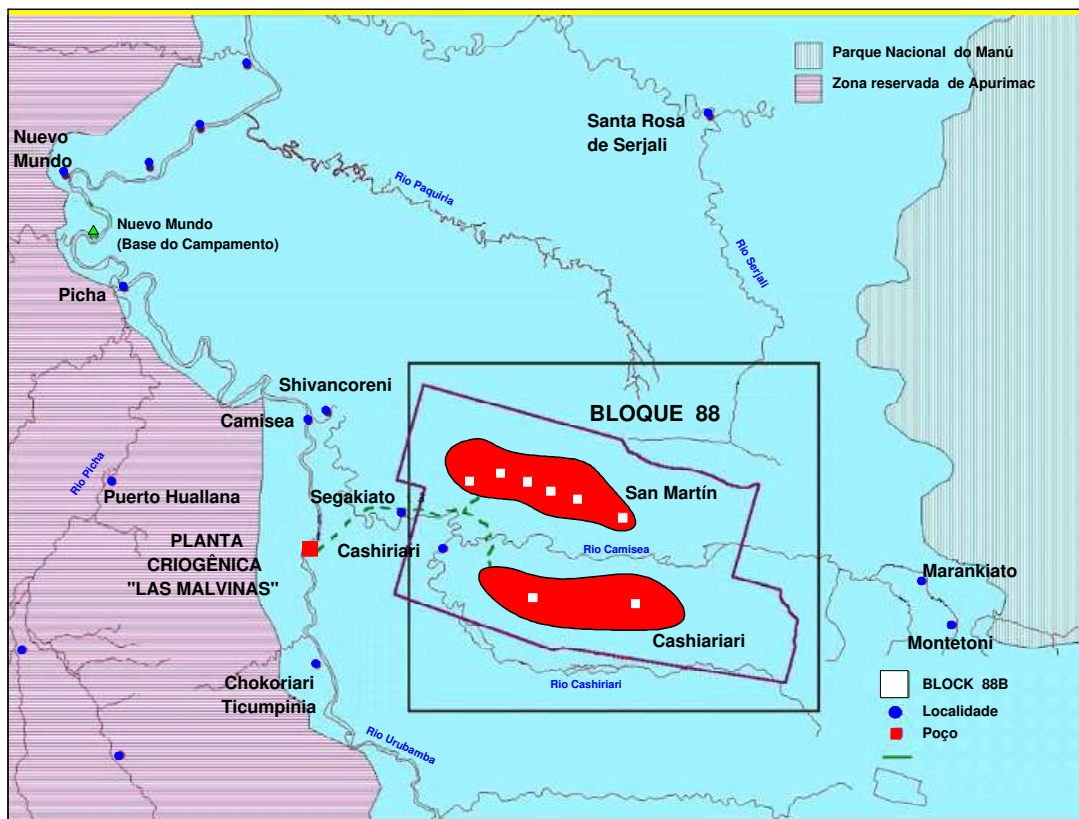 Parque Nacional do Manú
Zona reservada de Apurimac
Santa Rosa
de Serjali
Nuevo
Mundo
Rio Paquiria
Nuevo Mundo
(Base do Campamento)
Rio Serjali
Picha
Shivancoreni
BLOQUE 88
Camisea
Rio Picha
Puerto Huallana
Segakiato
San Martín
PLANTA
CRIOGÊNICA
"LAS MALVINAS"
Cashiriari
Rio Camisea
Marankiato
Montetoni
Cashiariari
Chokoriari
Ticumpinia
Rio Cashiriari
BLOCK 88B
Localidade
Poço
Rio Urubamba